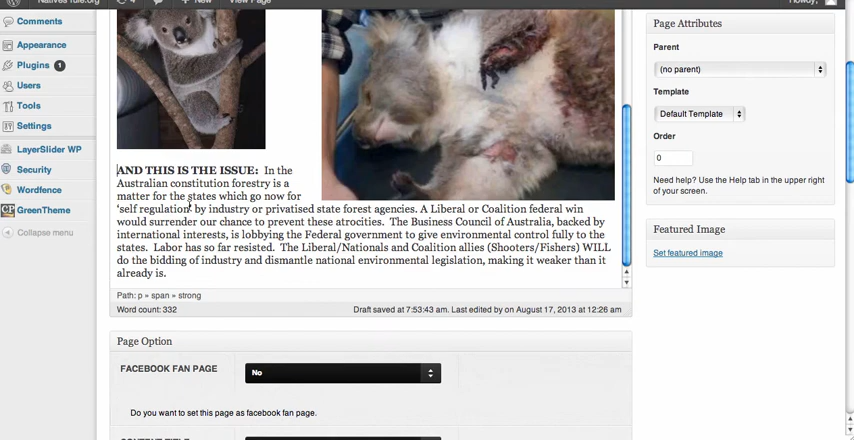 NativesRule.org 4 + New View Page Howdy,
Comments
Appearance
Plugins 1
Users
Tools
Settings
LayerSlider WP
Security
Wordfence
GreenTheme
Collapse menu
AND THIS IS THE ISSUE: In the
Australian constitution forestry is a
matter for the states which go now for
‘self regulation’ by industry or privatised state forest agencies. A Liberal or Coalition federal win
would surrender our chance to prevent these atrocities. The Business Council of Australia, backed by
international interests, is lobbying the Federal government to give environmental control fully to the
states. Labor has so far resisted. The Liberal/Nationals and Coalition allies (Shooters/Fishers) WILL
do the bidding of industry and dismantle national environmental legislation, making it weaker than it
already is.
Path: p » span » strong
Word count: 332 Draft saved at 7:53:43 am. Last edited by on August 17, 2013 at 12:26 am
Page Option
FACEBOOK FAN PAGE No
Do you want to set this page as facebook fan page.
CONTENT TITLE
Page Attributes
Parent
(no parent)
Template
Default Template
Order
0
Need help? Use the Help tab in the upper right
of your screen.
Featured Image
Set featured image